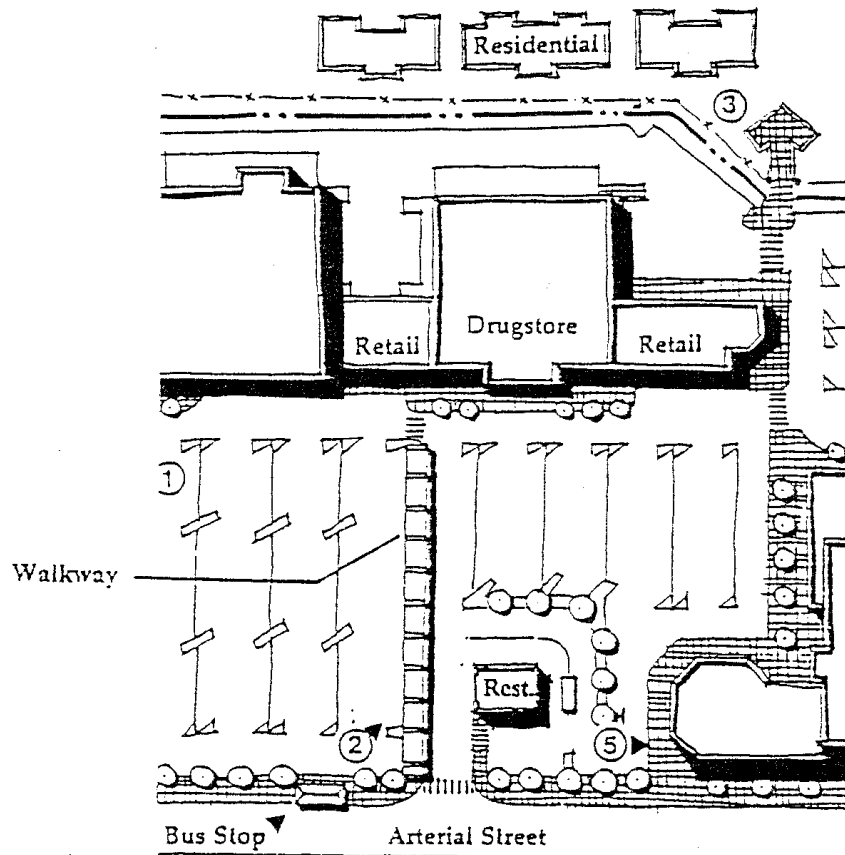 Residential
3
Drugstore
Retail
Retail
1
Walkway
Rest.
2
5
Bus Stop
Arterial Street